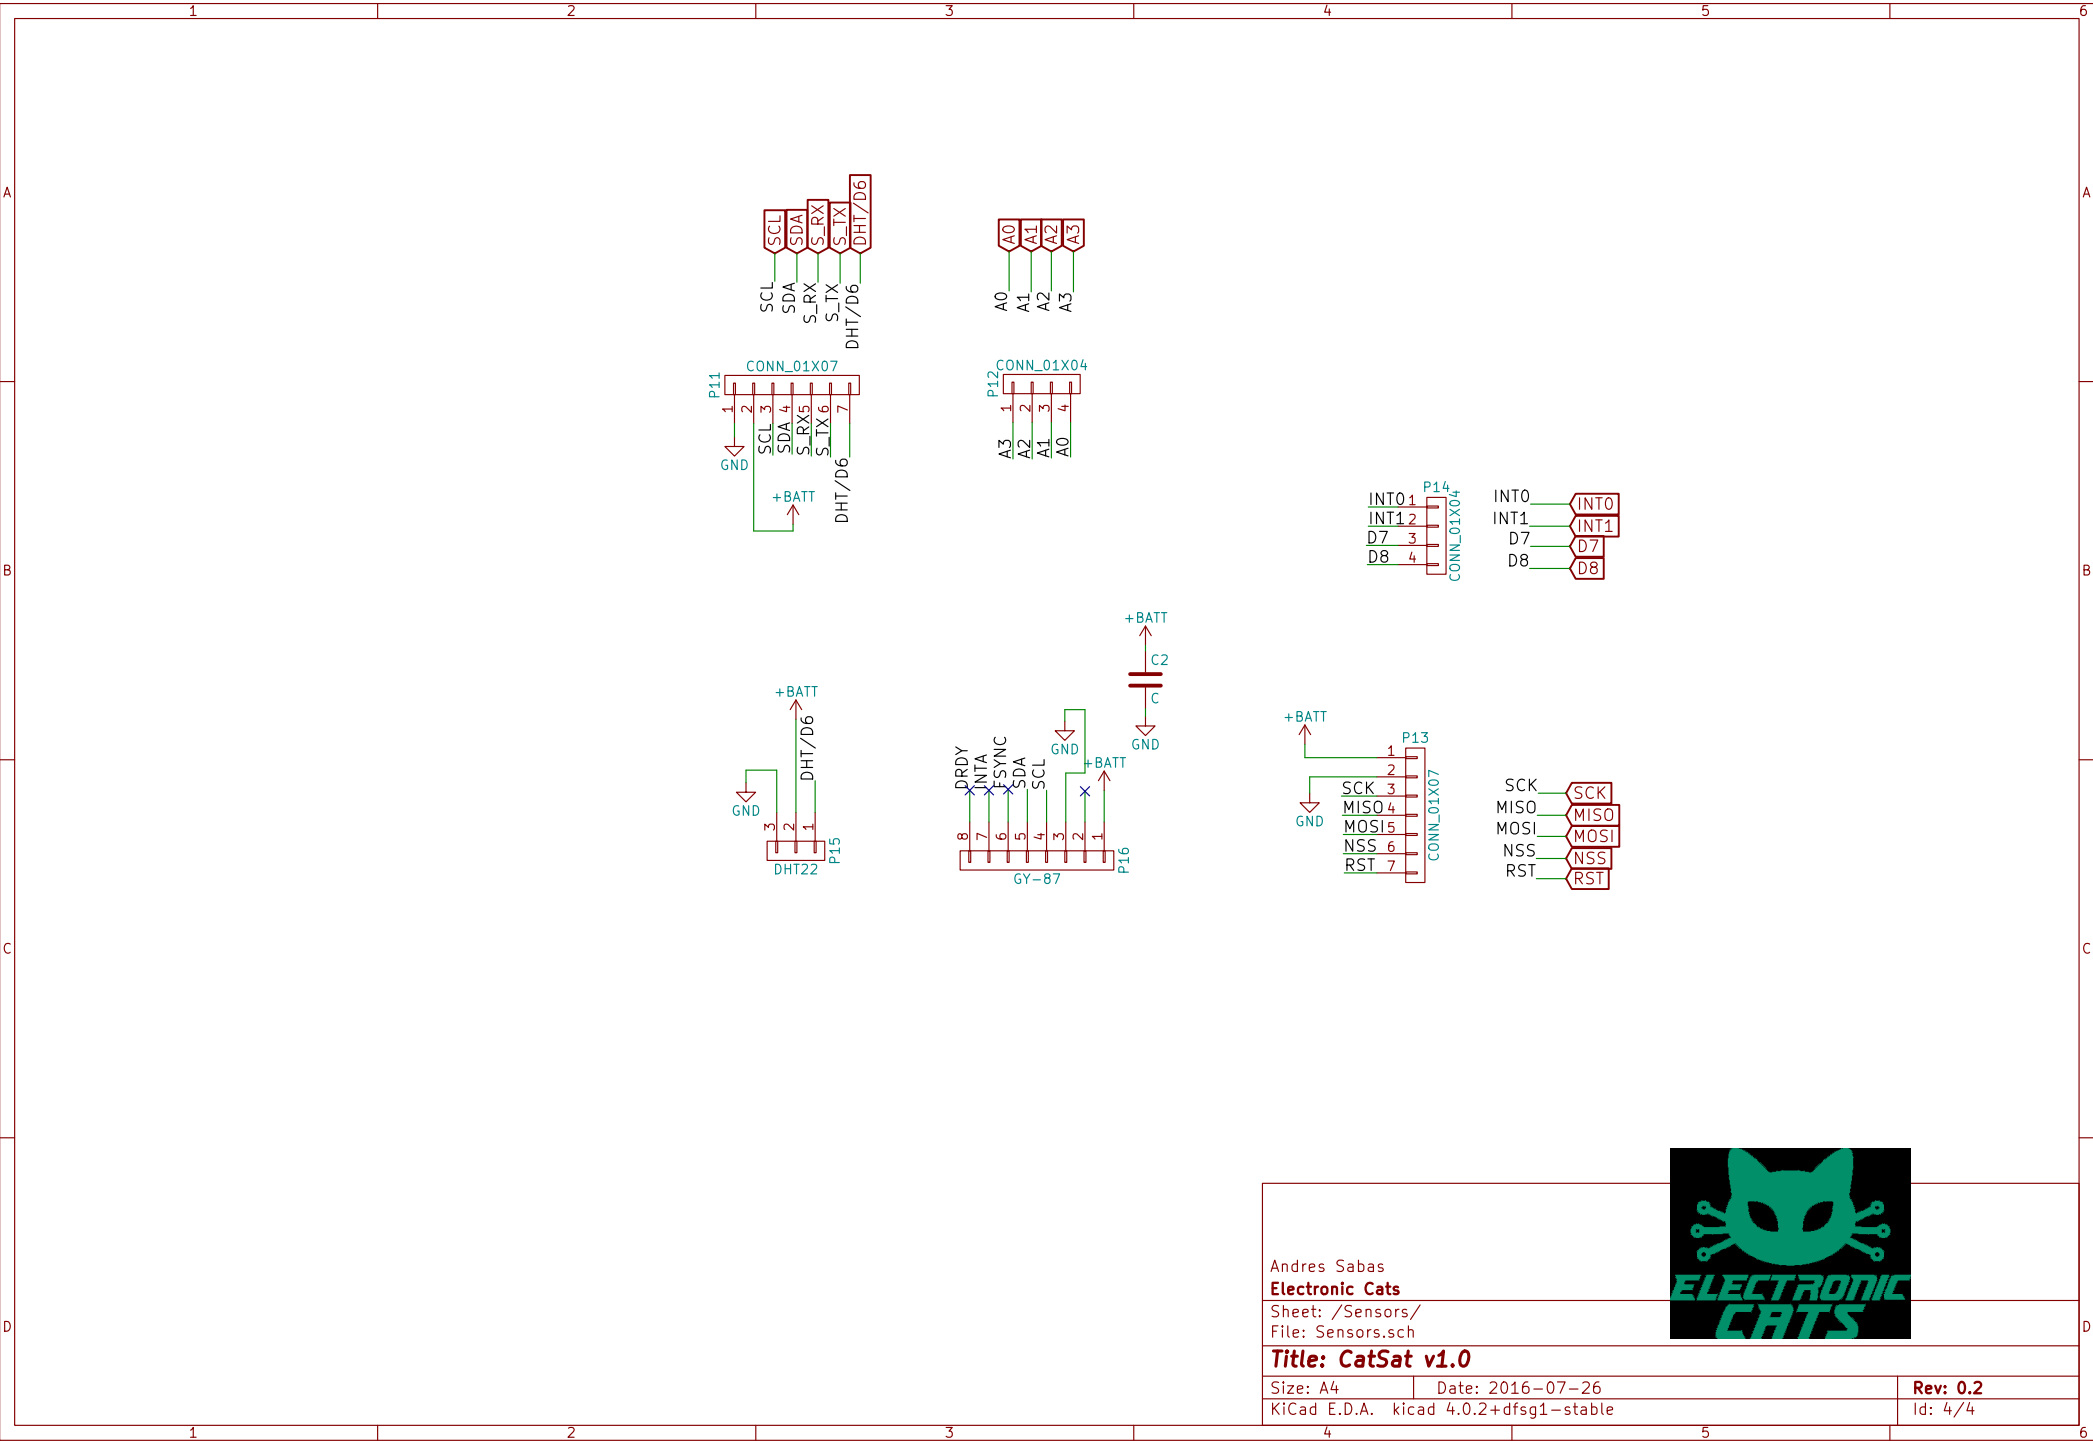 1 2 3 4 5 6
A A
SCL SDA S_RX S_TX DHT/D6
SCL SDA S_RX S_TX DHT/D6
A0 A1 A2 A3
A0 A1 A2 A3
CONN_01X07
P11
1 2 3 4 5 6 7
SCL SDA S_RX S_TX DHT/D6
GND
+BATT
CONN_01X04
P12
1 2 3 4
A3 A2 A1 A0
P14
INT0 1
INT1 2
D7 3
D8 4
CONN_01X04
INT0 INT0
INT1 INT1
D7 D7
D8 D8
B B
+BATT
C2
C
GND
+BATT
DHT/D6
GND
3 2 1
P15
DHT22
DRDY INTA FSYNC SDA SCL
GND
+BATT
8 7 6 5 4 3 2 1
P16
GY-87
+BATT
GND
P13
1
2
SCK 3
MISO 4
MOSI 5
NSS 6
RST 7
CONN_01X07
SCK SCK
MISO MISO
MOSI MOSI
NSS NSS
RST RST
C C
D D
ELECTRONIC
CATS
Andres Sabas
Electronic Cats
Sheet: /Sensors/
File: Sensors.sch
Title: CatSat v1.0
Size: A4 Date: 2016-07-26 Rev: 0.2
KiCad E.D.A. kicad 4.0.2+dfsg1-stable Id: 4/4
1 2 3 4 5 6